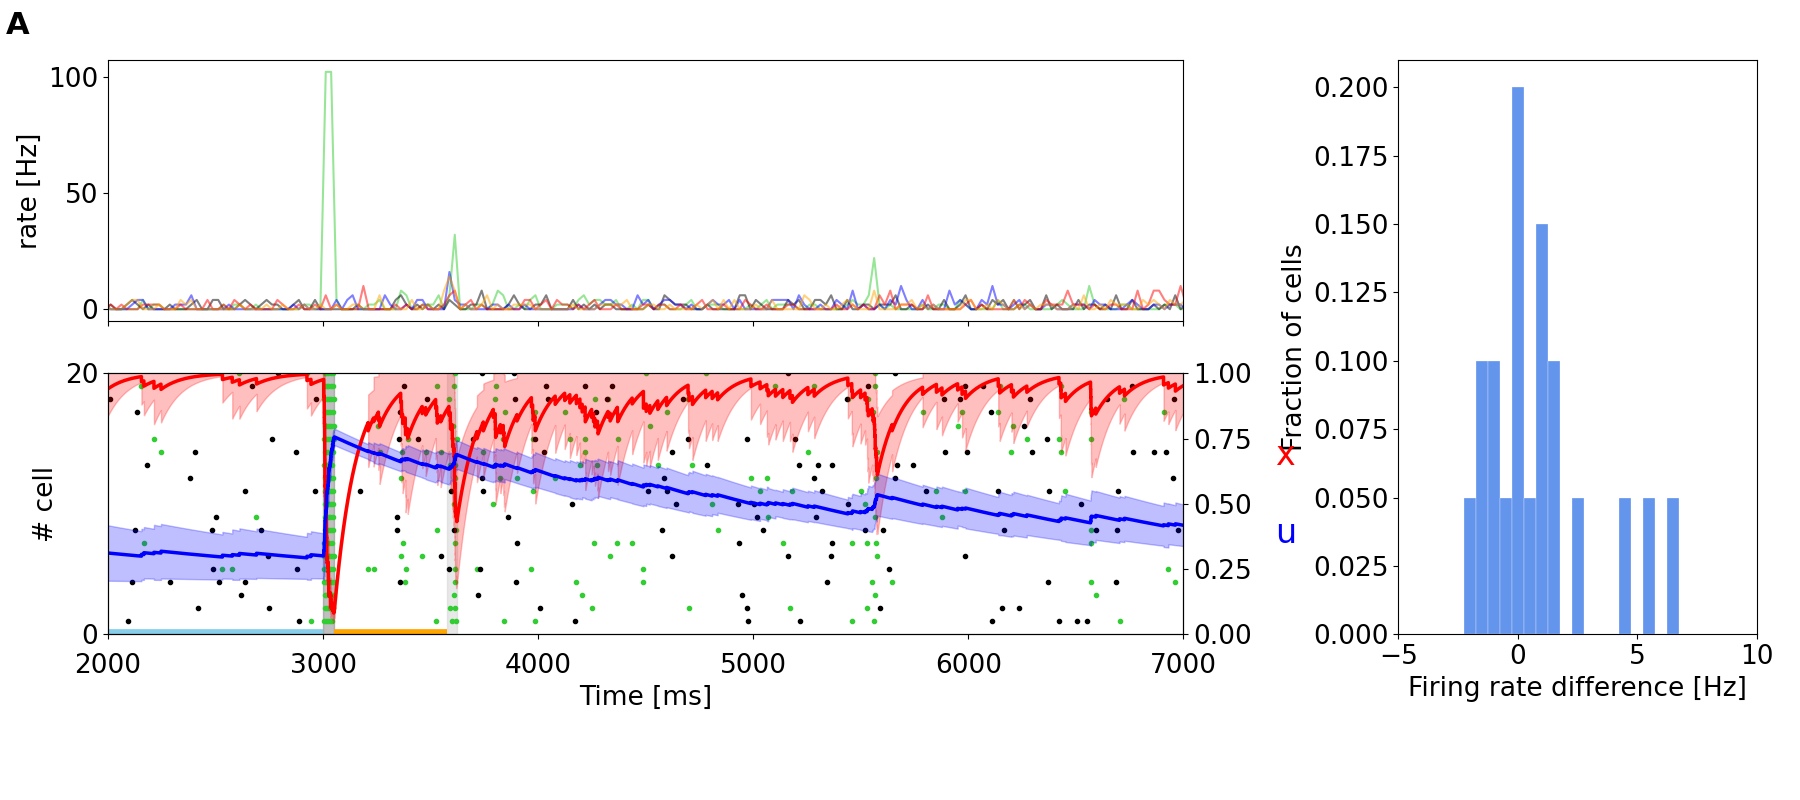 A
100
50
0
rate [Hz]
20
0
# cell
1.00
0.75
0.50
0.25
0.00
x
u
2000 3000 4000 5000 6000 7000
Time [ms]
0.200
0.175
0.150
0.125
0.100
0.075
0.050
0.025
0.000
Fraction of cells
−5 0 5 10
Firing rate difference [Hz]